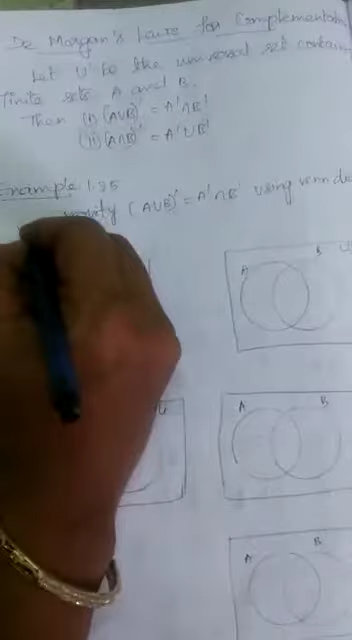 De Morgan's Laws for Complementation
Let U be the universal set containing
finite sets A and B.
Then (i) (A∪B)' = A'∩B'
(ii) (A∩B)' = A'∪B'
Example 1.35
verify (A∪B)' = A'∩B' using venn
A B U
U
A B
A B